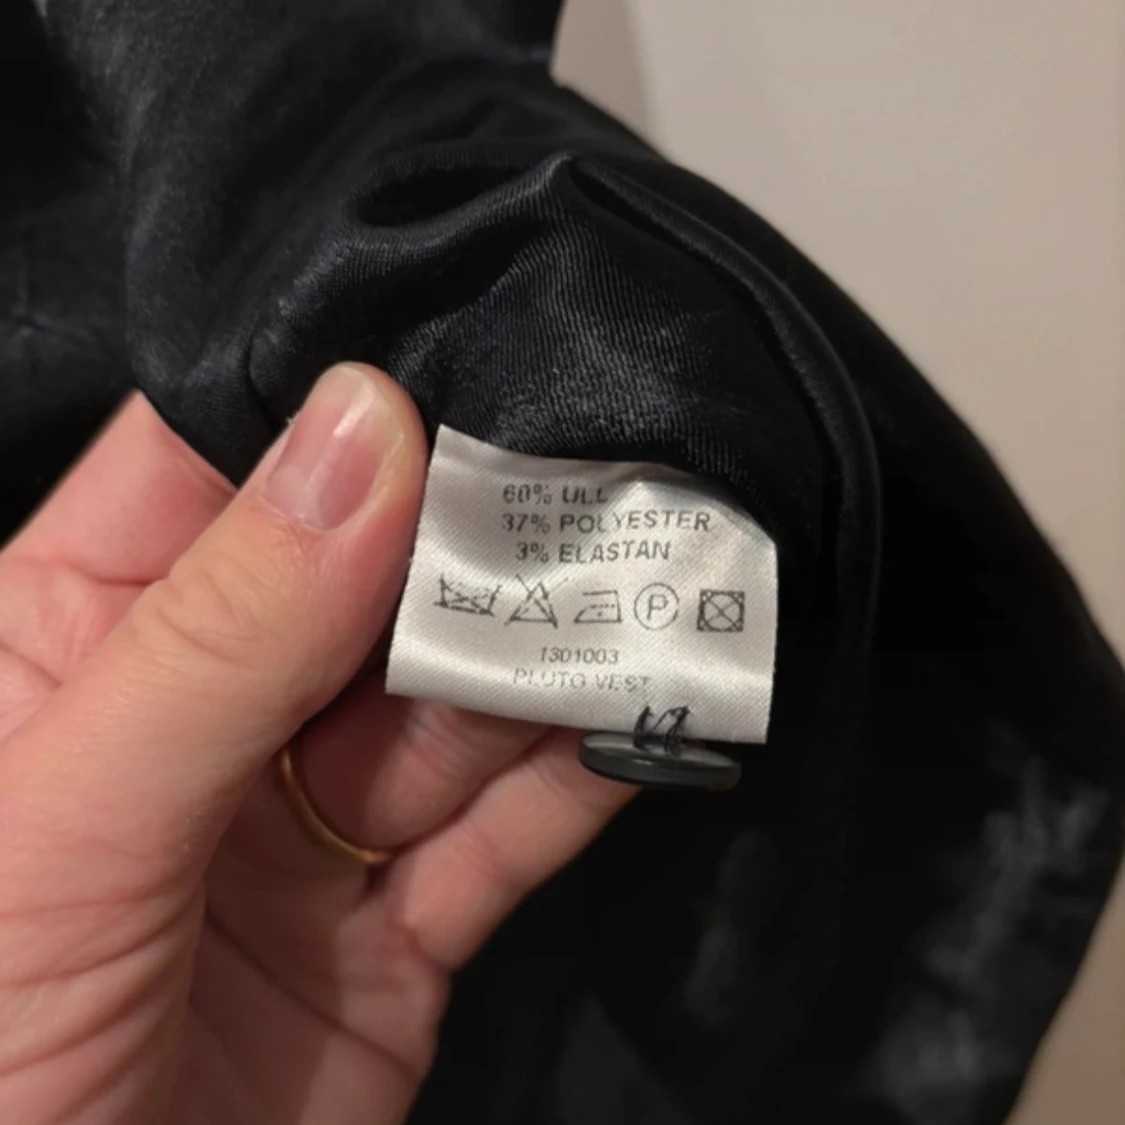 60% ULL
37% POLYESTER
3% ELASTAN
P
1301003
PLUTO VEST